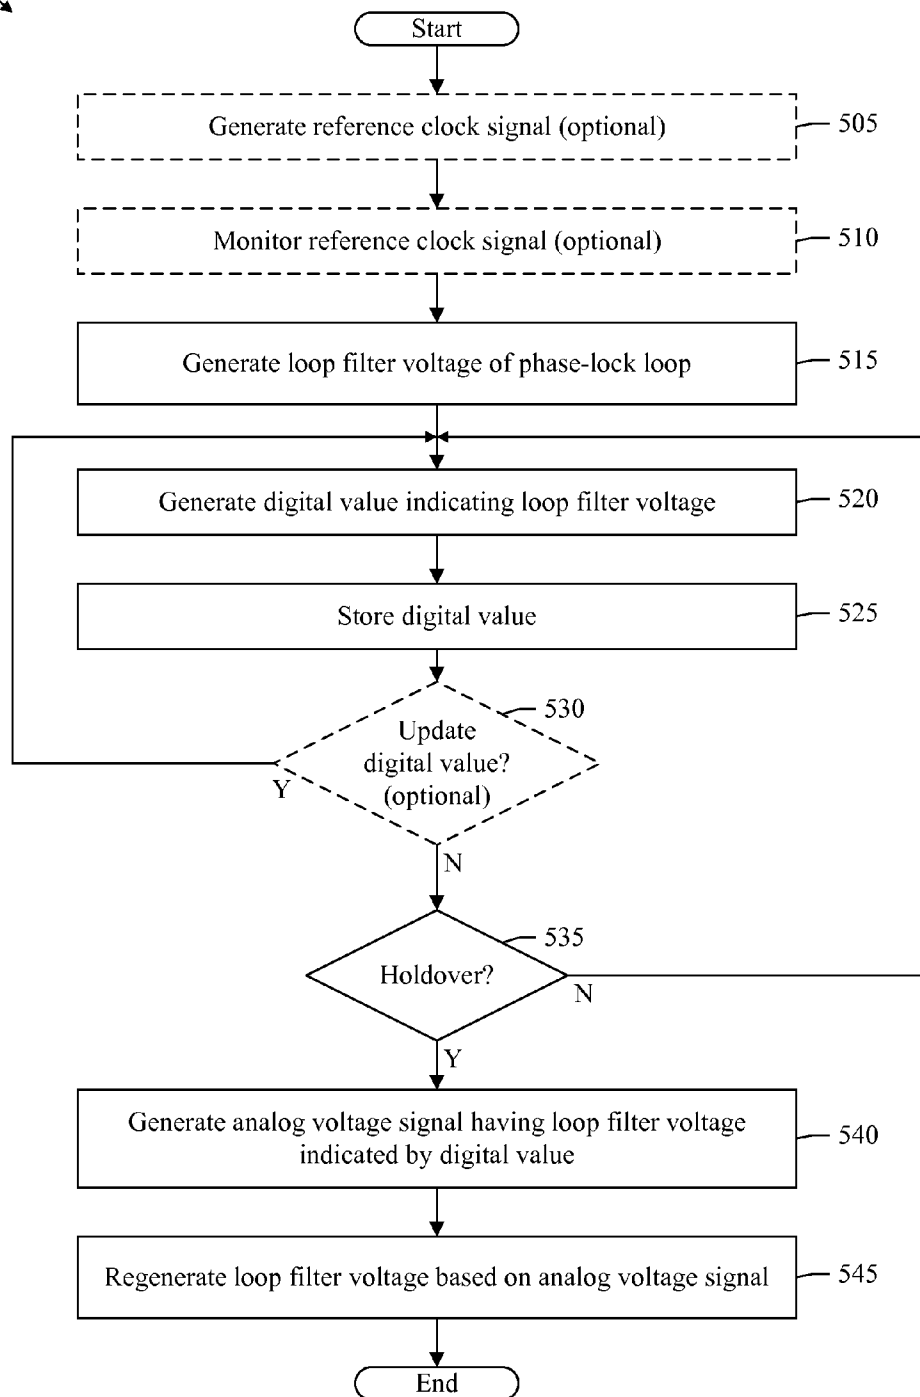 Start
Generate reference clock signal (optional)
505
Monitor reference clock signal (optional)
510
Generate loop filter voltage of phase-lock loop
515
Generate digital value indicating loop filter voltage
520
Store digital value
525
530
Update
digital value?
(optional)
Y
N
535
Holdover?
N
Y
Generate analog voltage signal having loop filter voltage
indicated by digital value
540
Regenerate loop filter voltage based on analog voltage signal
545
End